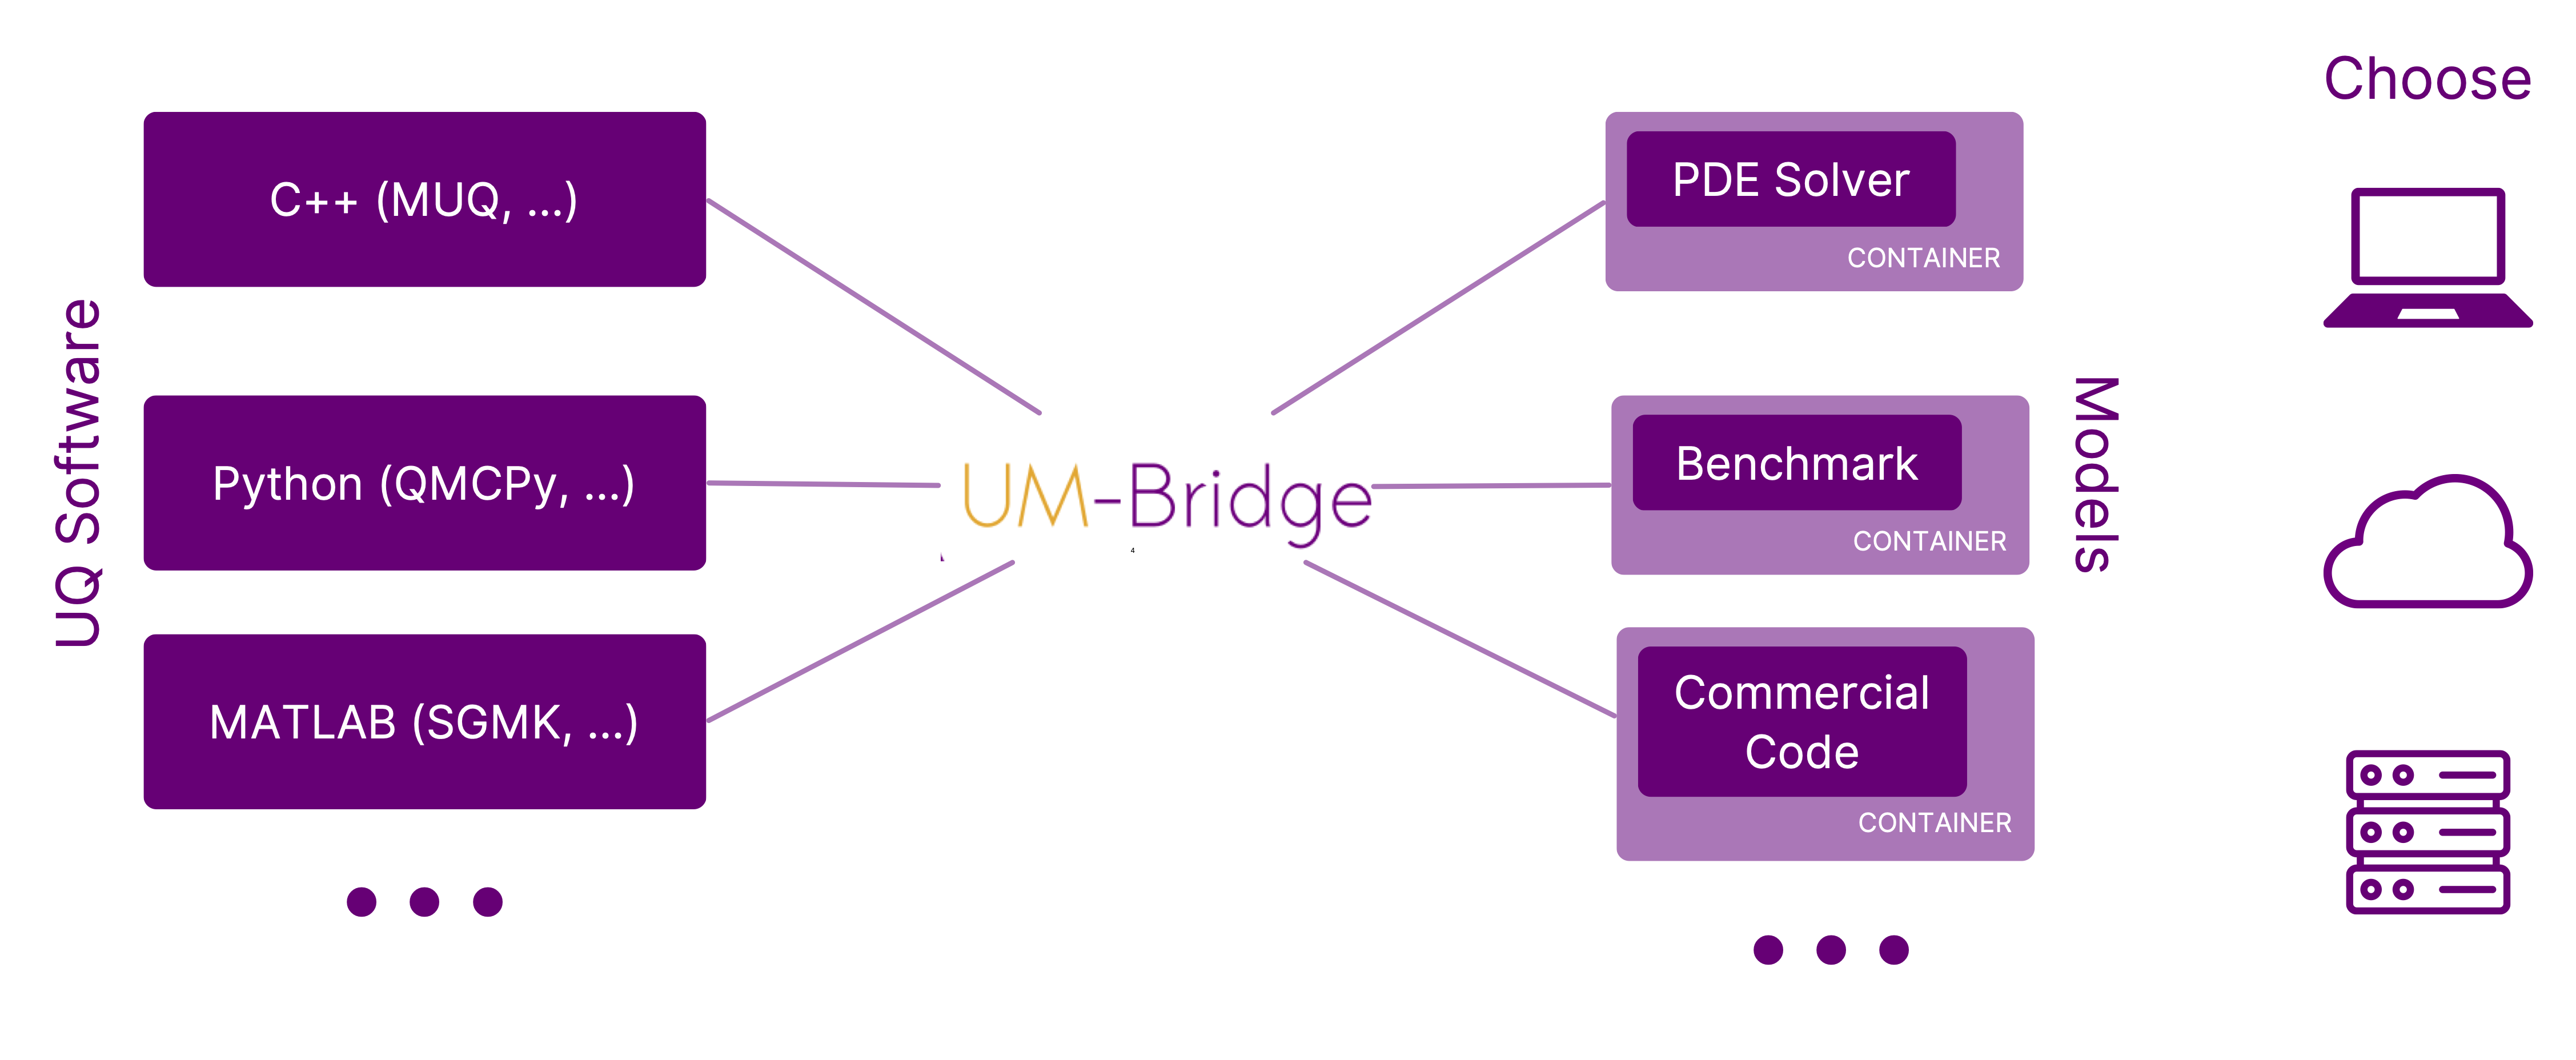 Choose
C++ (MUQ, ...)
PDE Solver
CONTAINER
UQ Software
Python (QMCPy, ...)
UM-Bridge
4
Benchmark
CONTAINER
Models
MATLAB (SGMK, ...)
Commercial
Code
CONTAINER